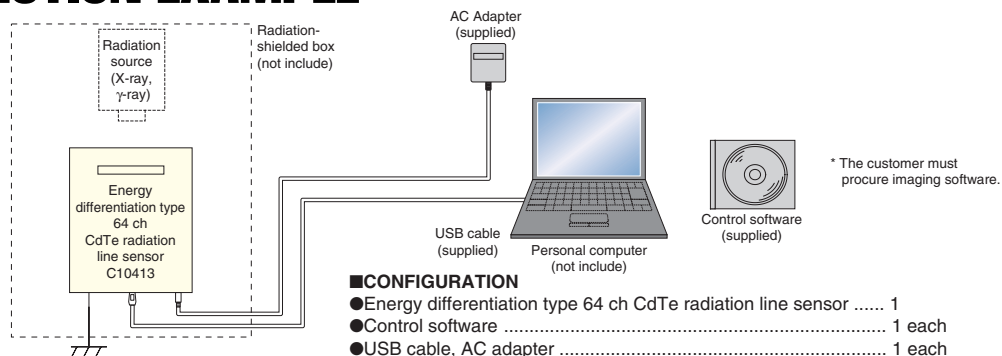 Radiation
source
(X-ray,
γ-ray)
Radiation-
shielded box
(not include)
AC Adapter
(supplied)
Energy
differentiation type
64 ch
CdTe radiation
line sensor
C10413
USB cable
(supplied)
Personal computer
(not include)
Control software
(supplied)
* The customer must
procure imaging software.
■CONFIGURATION
●Energy differentiation type 64 ch CdTe radiation line sensor ...... 1
●Control software ................................................................................ 1 each
●USB cable, AC adapter .................................................................... 1 each